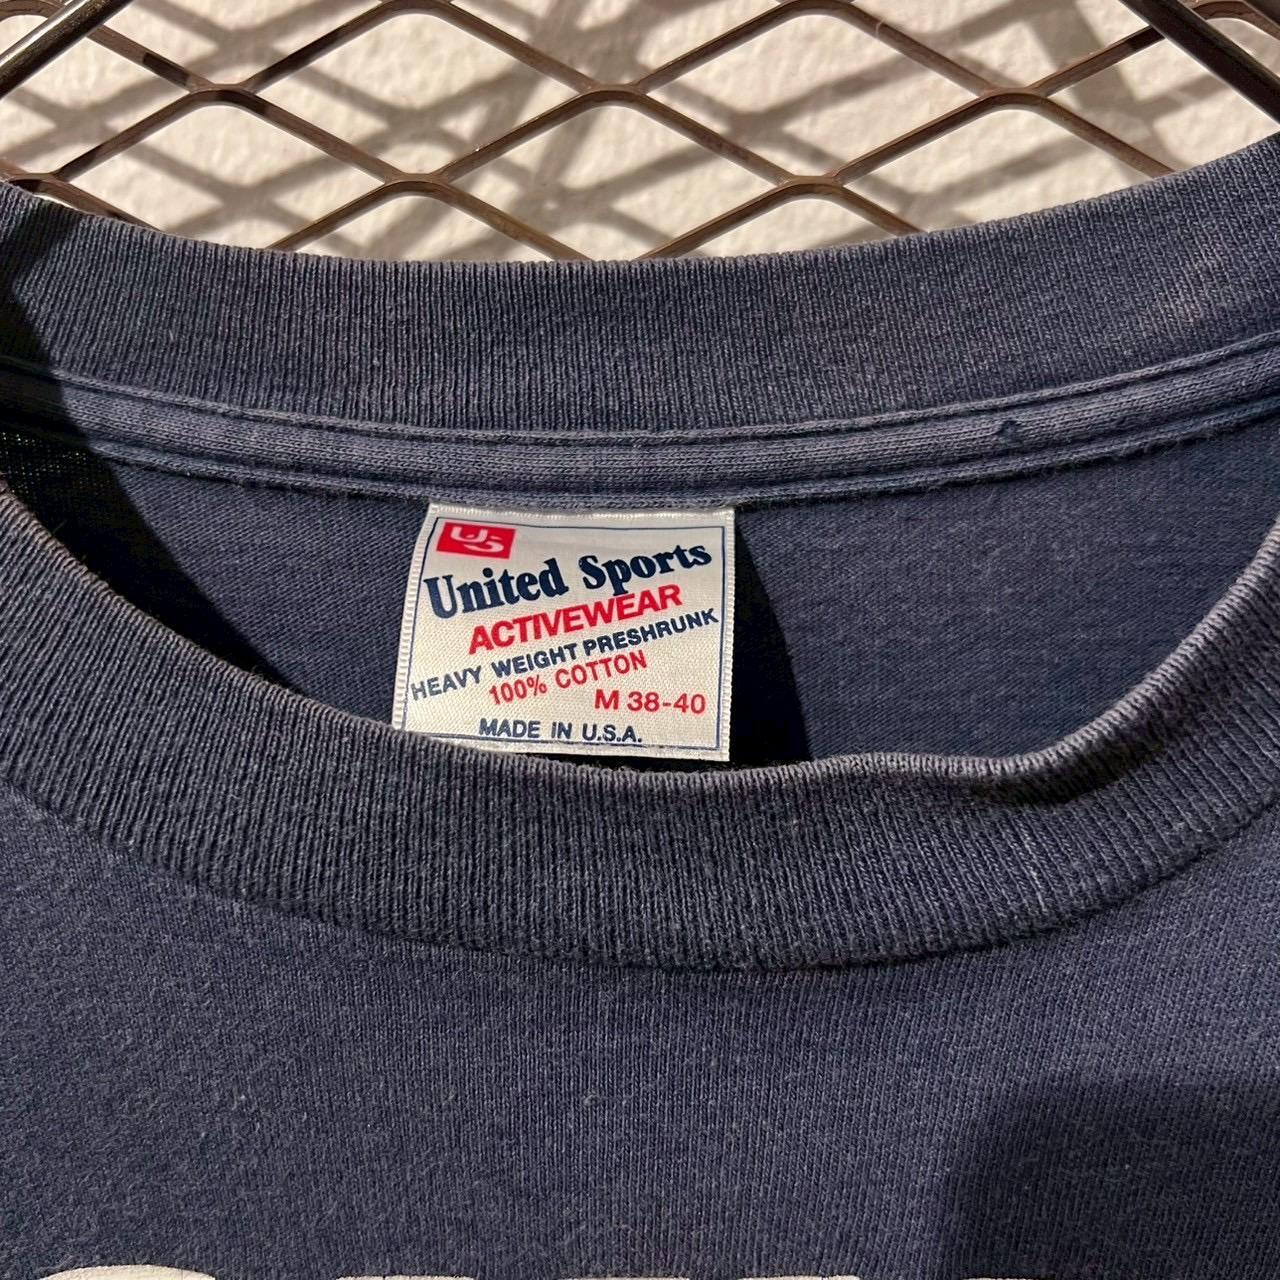 US
United Sports
ACTIVEWEAR
HEAVY WEIGHT PRESHRUNK
100% COTTON
M 38-40
MADE IN U.S.A.